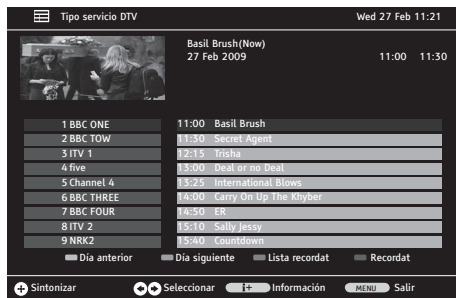 Tipo servicio DTV Wed 27 Feb 11:21
Basil Brush(Now)
27 Feb 2009 11:00 11:30
1 BBC ONE 11:00 Basil Brush
2 BBC TOW 11:30 Secret Agent
3 ITV 1 12:15 Trisha
4 five 13:00 Deal or no Deal
5 Channel 4 13:25 International Blows
6 BBC THREE 14:00 Carry On Up The Khyber
7 BBC FOUR 14:50 ER
8 ITV 2 15:10 Sally Jessy
9 NRK2 15:40 Countdown
Día anterior Día siguiente Lista recordat Recordat
Sintonizar Seleccionar i+ Información MENU Salir